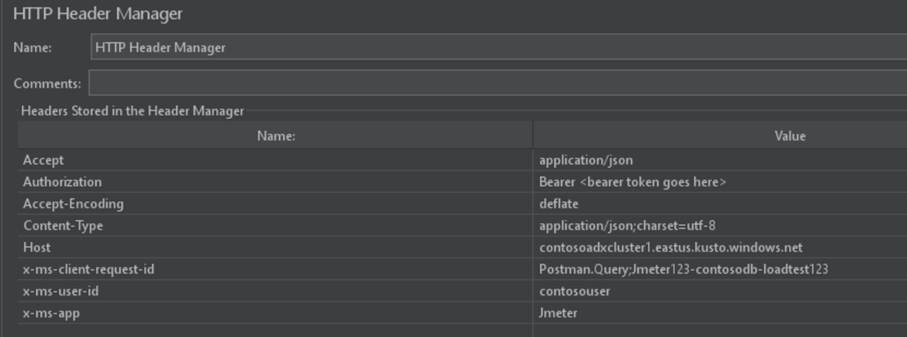 HTTP Header Manager
Name: HTTP Header Manager
Comments:
Headers Stored in the Header Manager
Name: Value
Accept application/json
Authorization Bearer <bearer token goes here>
Accept-Encoding deflate
Content-Type application/json;charset=utf-8
Host contosoadxcluster1.eastus.kusto.windows.net
x-ms-client-request-id Postman.Query;Jmeter123-contosodb-loadtest123
x-ms-user-id contosouser
x-ms-app Jmeter